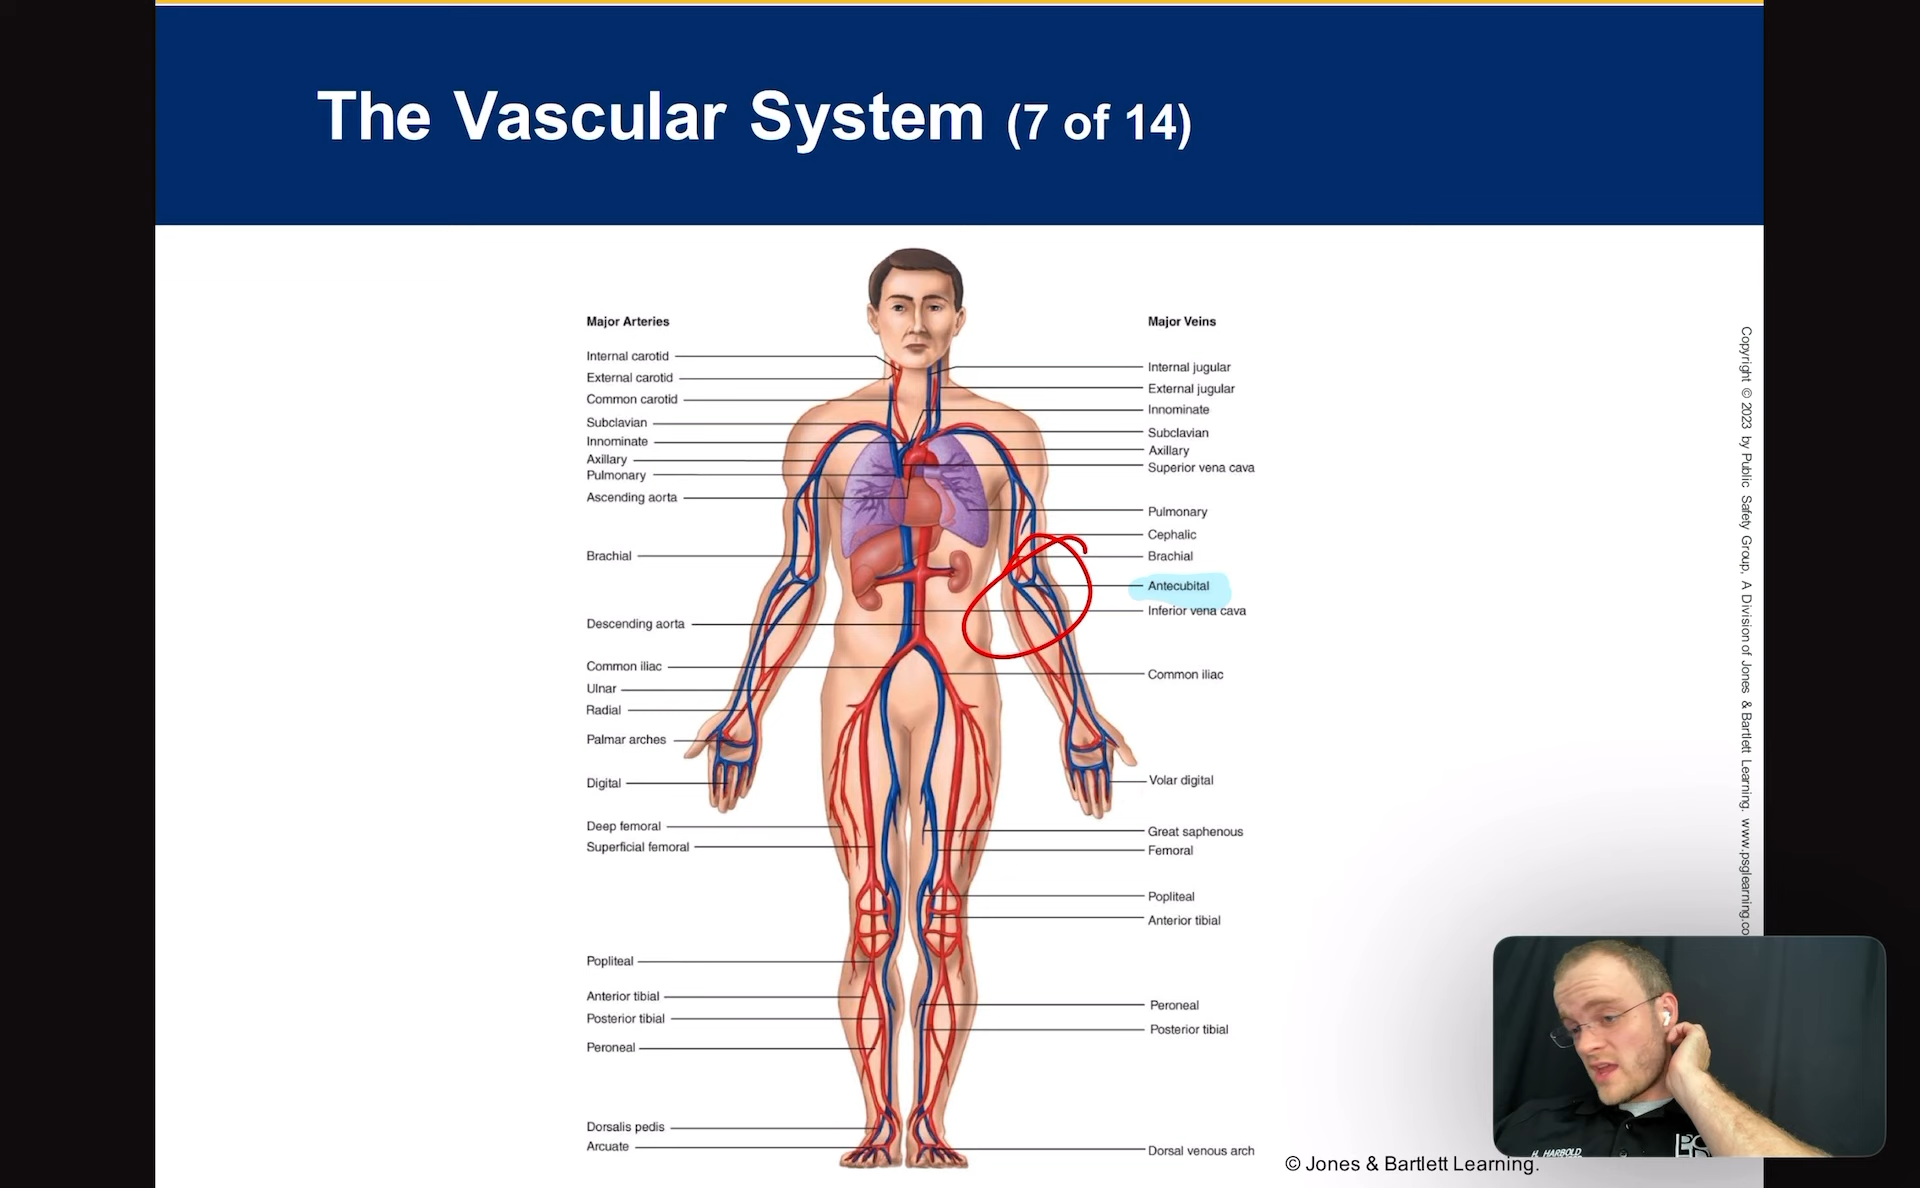 The Vascular System (7 of 14)
Major Arteries
Internal carotid
External carotid
Common carotid
Subclavian
Innominate
Axillary
Pulmonary
Ascending aorta
Brachial
Descending aorta
Common iliac
Ulnar
Radial
Palmar arches
Digital
Deep femoral
Superficial femoral
Popliteal
Anterior tibial
Posterior tibial
Peroneal
Dorsalis pedis
Arcuate
Major Veins
Internal jugular
External jugular
Innominate
Subclavian
Axillary
Superior vena cava
Pulmonary
Cephalic
Brachial
Antecubital
Inferior vena cava
Common iliac
Volar digital
Great saphenous
Femoral
Popliteal
Anterior tibial
Peroneal
Posterior tibial
Dorsal venous arch
© Jones & Bartlett Learning.
Copyright © 2023 by Public Safety Group, A Division of Jones & Bartlett Learning. www.psglearning.co
H. HARBOLD